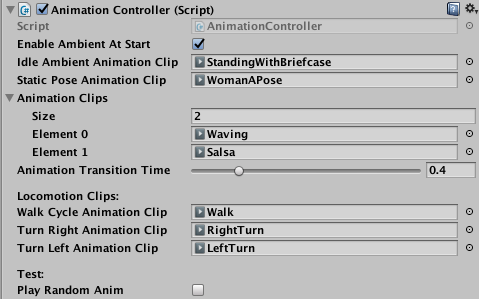 Animation Controller (Script)
Script AnimationController
Enable Ambient At Start
Idle Ambient Animation Clip StandingWithBriefcase
Static Pose Animation Clip WomanAPose
Animation Clips
Size 2
Element 0 Waving
Element 1 Salsa
Animation Transition Time 0.4
Locomotion Clips:
Walk Cycle Animation Clip Walk
Turn Right Animation Clip RightTurn
Turn Left Animation Clip LeftTurn
Test:
Play Random Anim